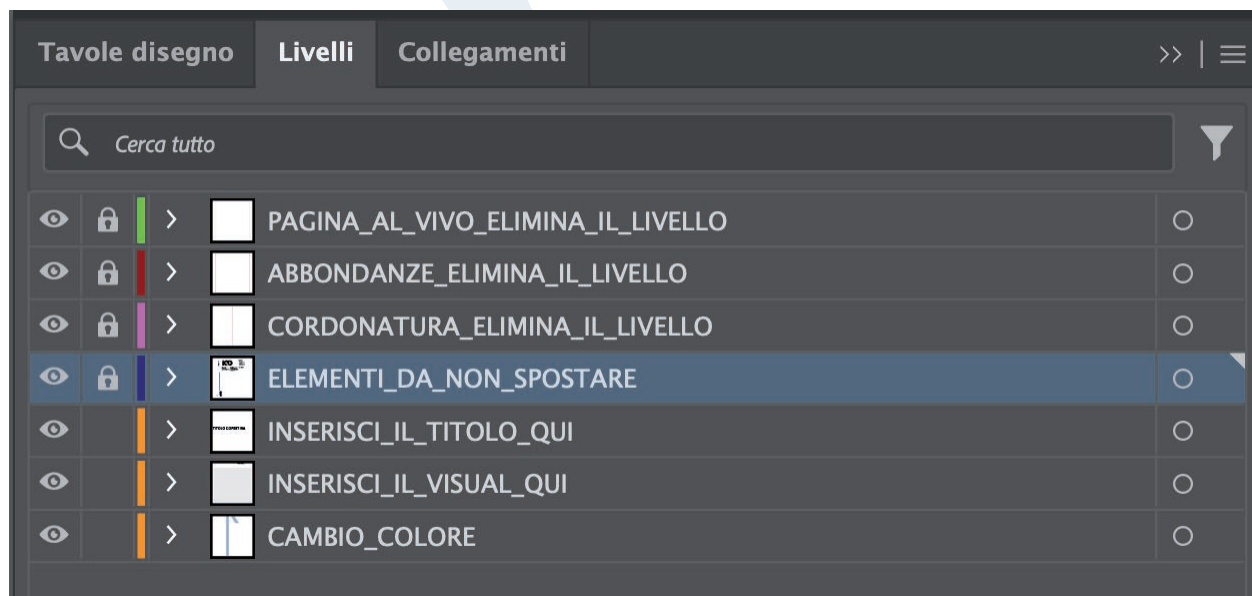 Tavole disegno Livelli Collegamenti
Cerca tutto
PAGINA_AL_VIVO_ELIMINA_IL_LIVELLO
ABBONDANZE_ELIMINA_IL_LIVELLO
CORDONATURA_ELIMINA_IL_LIVELLO
ELEMENTI_DA_NON_SPOSTARE
INSERISCI_IL_TITOLO_QUI
INSERISCI_IL_VISUAL_QUI
CAMBIO_COLORE